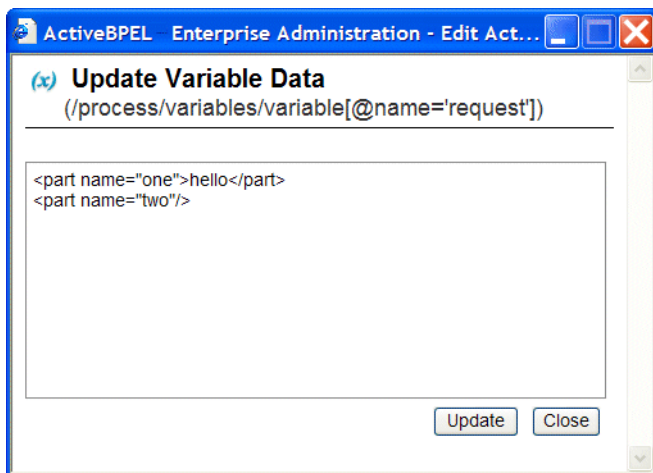 ActiveBPEL - Enterprise Administration - Edit Act...
(x) Update Variable Data
(/process/variables/variable[@name='request'])
<part name="one">hello</part>
<part name="two"/>
Update Close